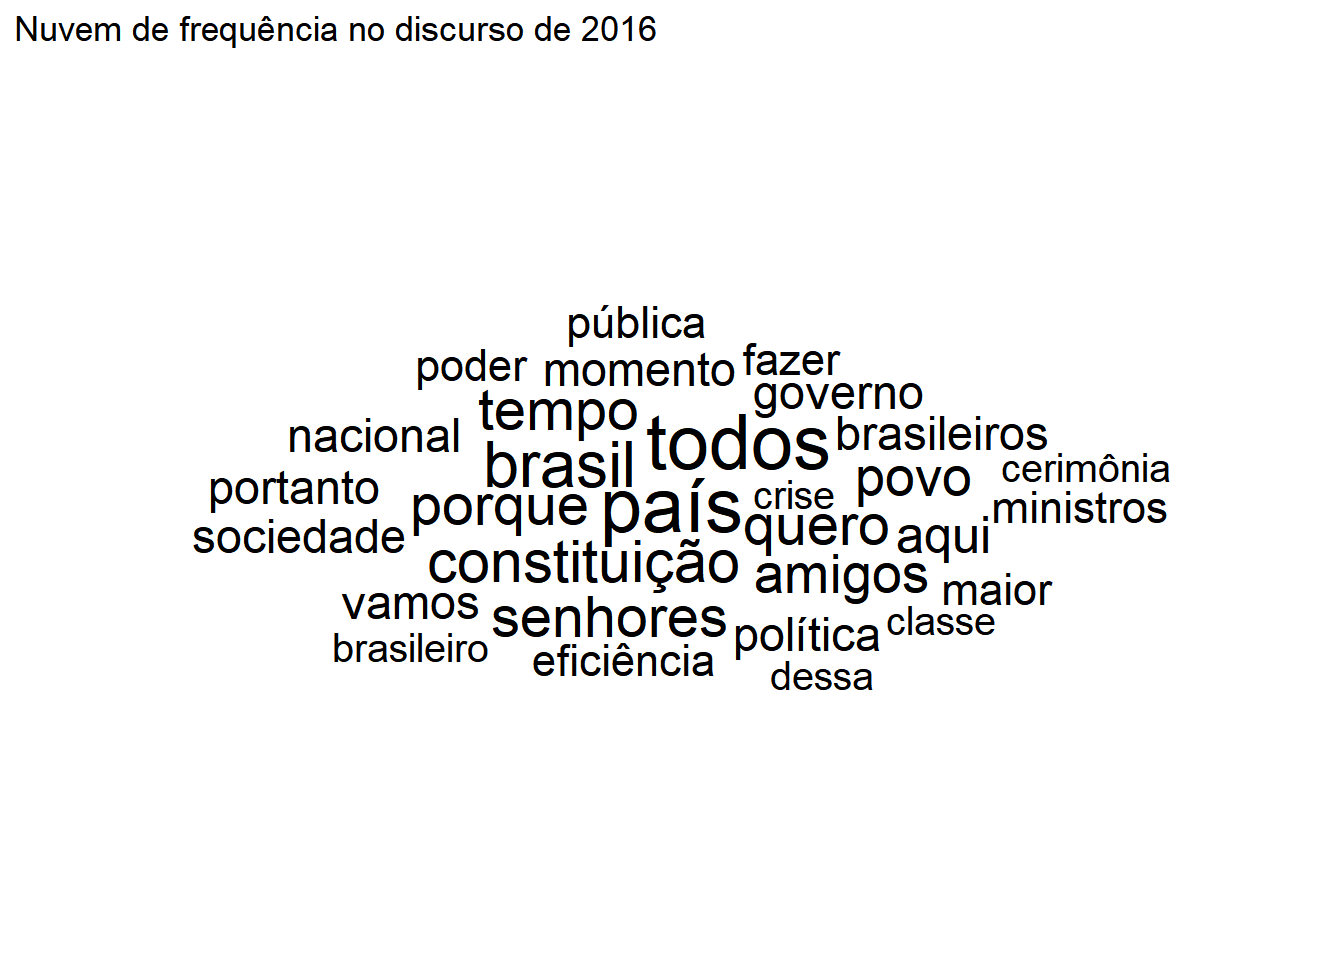 Nuvem de frequência no discurso de 2016
pública
poder momento fazer
governo
tempo
nacional todos brasileiros
brasil povo cerimônia
portanto porque país crise ministros
sociedade quero aqui
constituição amigos maior
vamos senhores política classe
brasileiro eficiência dessa